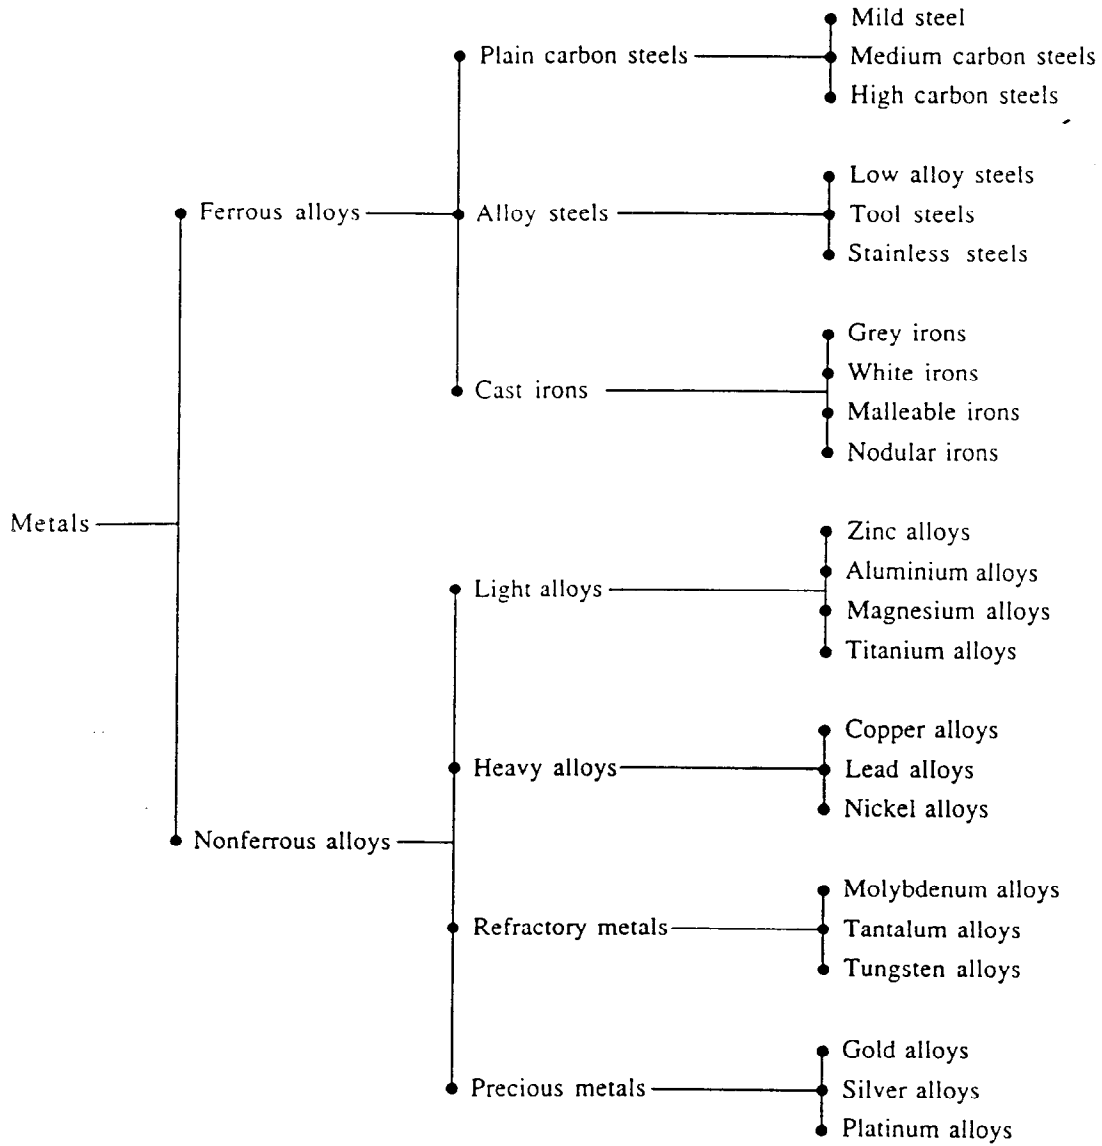 Mild steel
Plain carbon steels
Medium carbon steels
High carbon steels
Low alloy steels
Ferrous alloys
Alloy steels
Tool steels
Stainless steels
Grey irons
White irons
Cast irons
Malleable irons
Nodular irons
Metals
Zinc alloys
Aluminium alloys
Light alloys
Magnesium alloys
Titanium alloys
Copper alloys
Heavy alloys
Lead alloys
Nickel alloys
Nonferrous alloys
Molybdenum alloys
Refractory metals
Tantalum alloys
Tungsten alloys
Gold alloys
Precious metals
Silver alloys
Platinum alloys